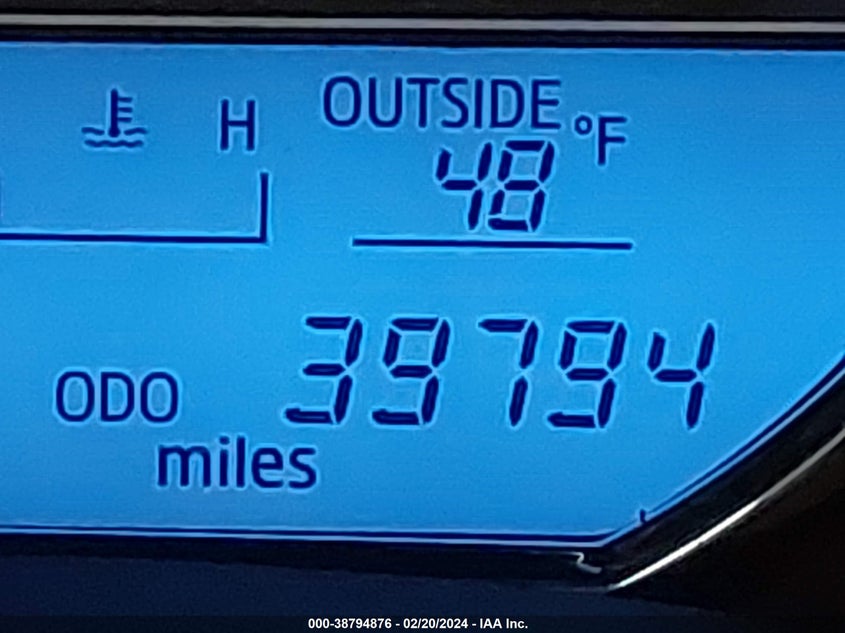 H
OUTSIDE °F
48
39794
ODO
miles
000-38794876 - 02/20/2024 - IAA Inc.